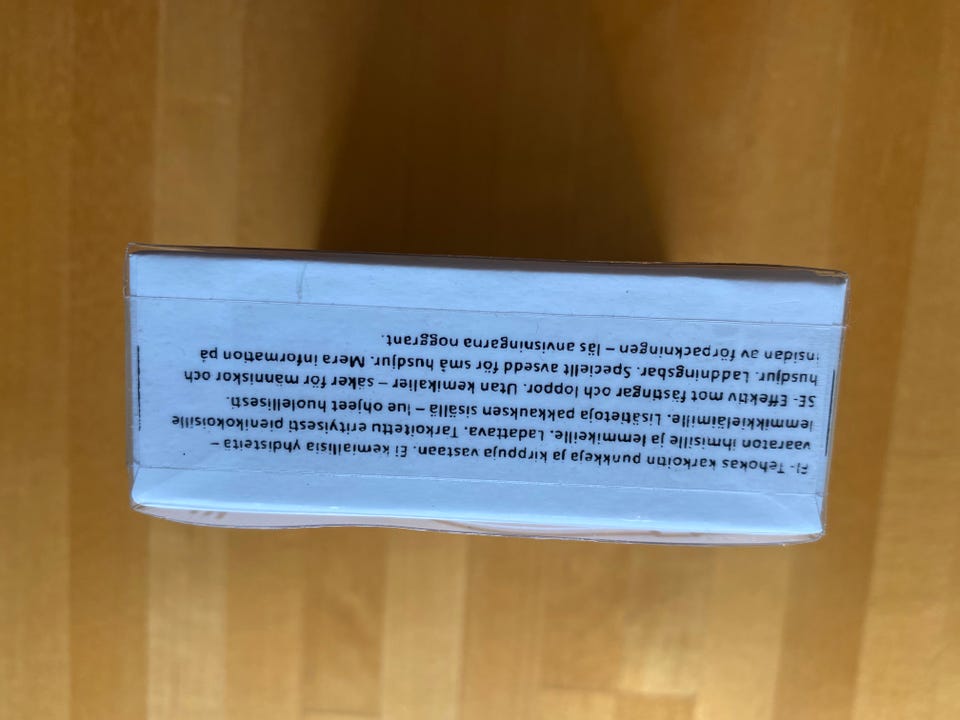 FI- Tehokas karkoitin punkkeja ja kirppuja vastaan. Ei kemiallisia yhdisteitä –
vaaraton ihmisille ja lemmikeille. Ladattava. Tarkoitettu erityisesti pienikokoisille
lemmikkieläimille. Lisätietoja pakkauksen sisällä – lue ohjeet huolellisesti.
SE- Effektiv mot fästingar och loppor. Utan kemikalier – säker för människor och
husdjur. Laddningsbar. Speciellt avsedd för små husdjur. Mera information på
insidan av förpackningen – läs anvisningarna noggrant.